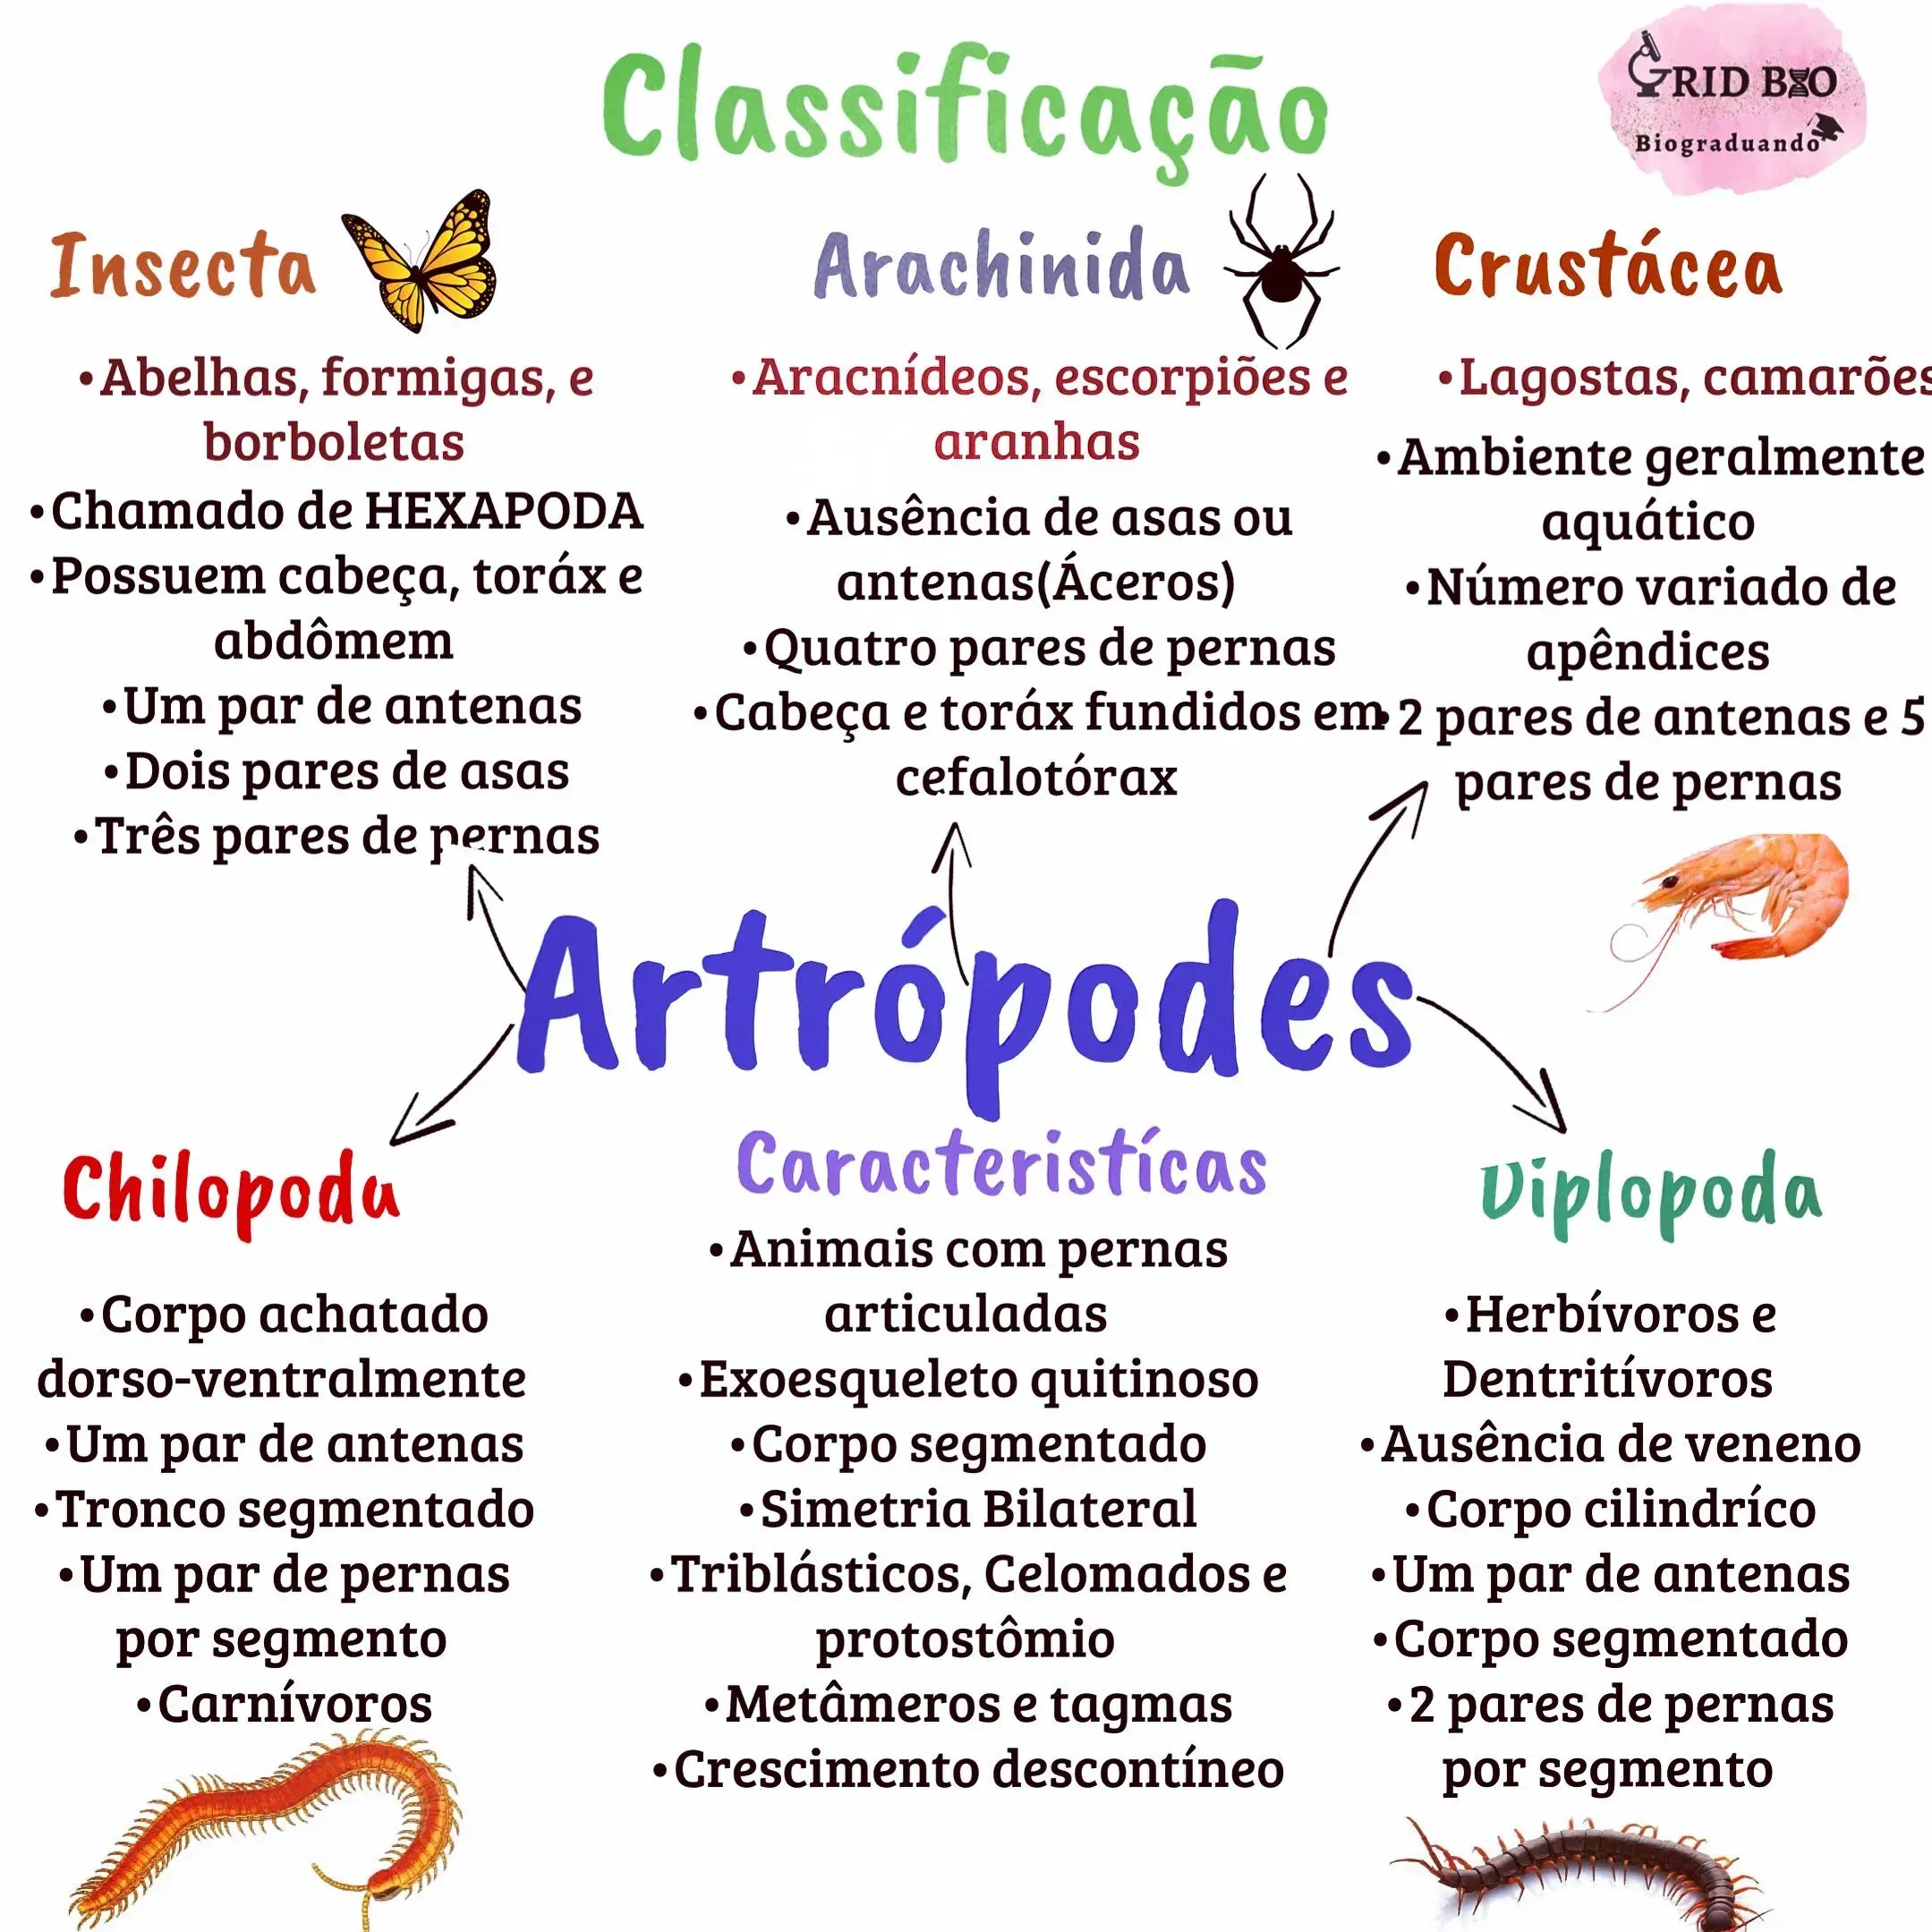 Classificação
GRID BIO
Biograduando
Insecta
•Abelhas, formigas, e
borboletas
•Chamado de HEXAPODA
•Possuem cabeça, toráx e
abdômem
•Um par de antenas
•Dois pares de asas
•Três pares de pernas
Arachinida
•Aracnídeos, escorpiões e
aranhas
•Ausência de asas ou
antenas(Áceros)
•Quatro pares de pernas
•Cabeça e toráx fundidos em
cefalotórax
Crustácea
•Lagostas, camarões
•Ambiente geralmente
aquático
•Número variado de
apêndices
•2 pares de antenas e 5
pares de pernas
Artrópodes
Chilopoda
•Corpo achatado
dorso-ventralmente
•Um par de antenas
•Tronco segmentado
•Um par de pernas
por segmento
•Carnívoros
Caracteristícas
•Animais com pernas
articuladas
•Exoesqueleto quitinoso
•Corpo segmentado
•Simetria Bilateral
•Triblásticos, Celomados e
protostômio
•Metâmeros e tagmas
•Crescimento descontíneo
Diplopoda
•Herbívoros e
Dentritívoros
•Ausência de veneno
•Corpo cilindríco
•Um par de antenas
•Corpo segmentado
•2 pares de pernas
por segmento